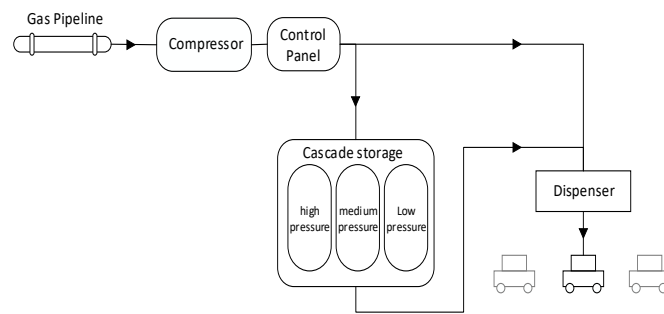 Gas Pipeline
Compressor
Control
Panel
Cascade storage
high
pressure
medium
pressure
Low
pressure
Dispenser